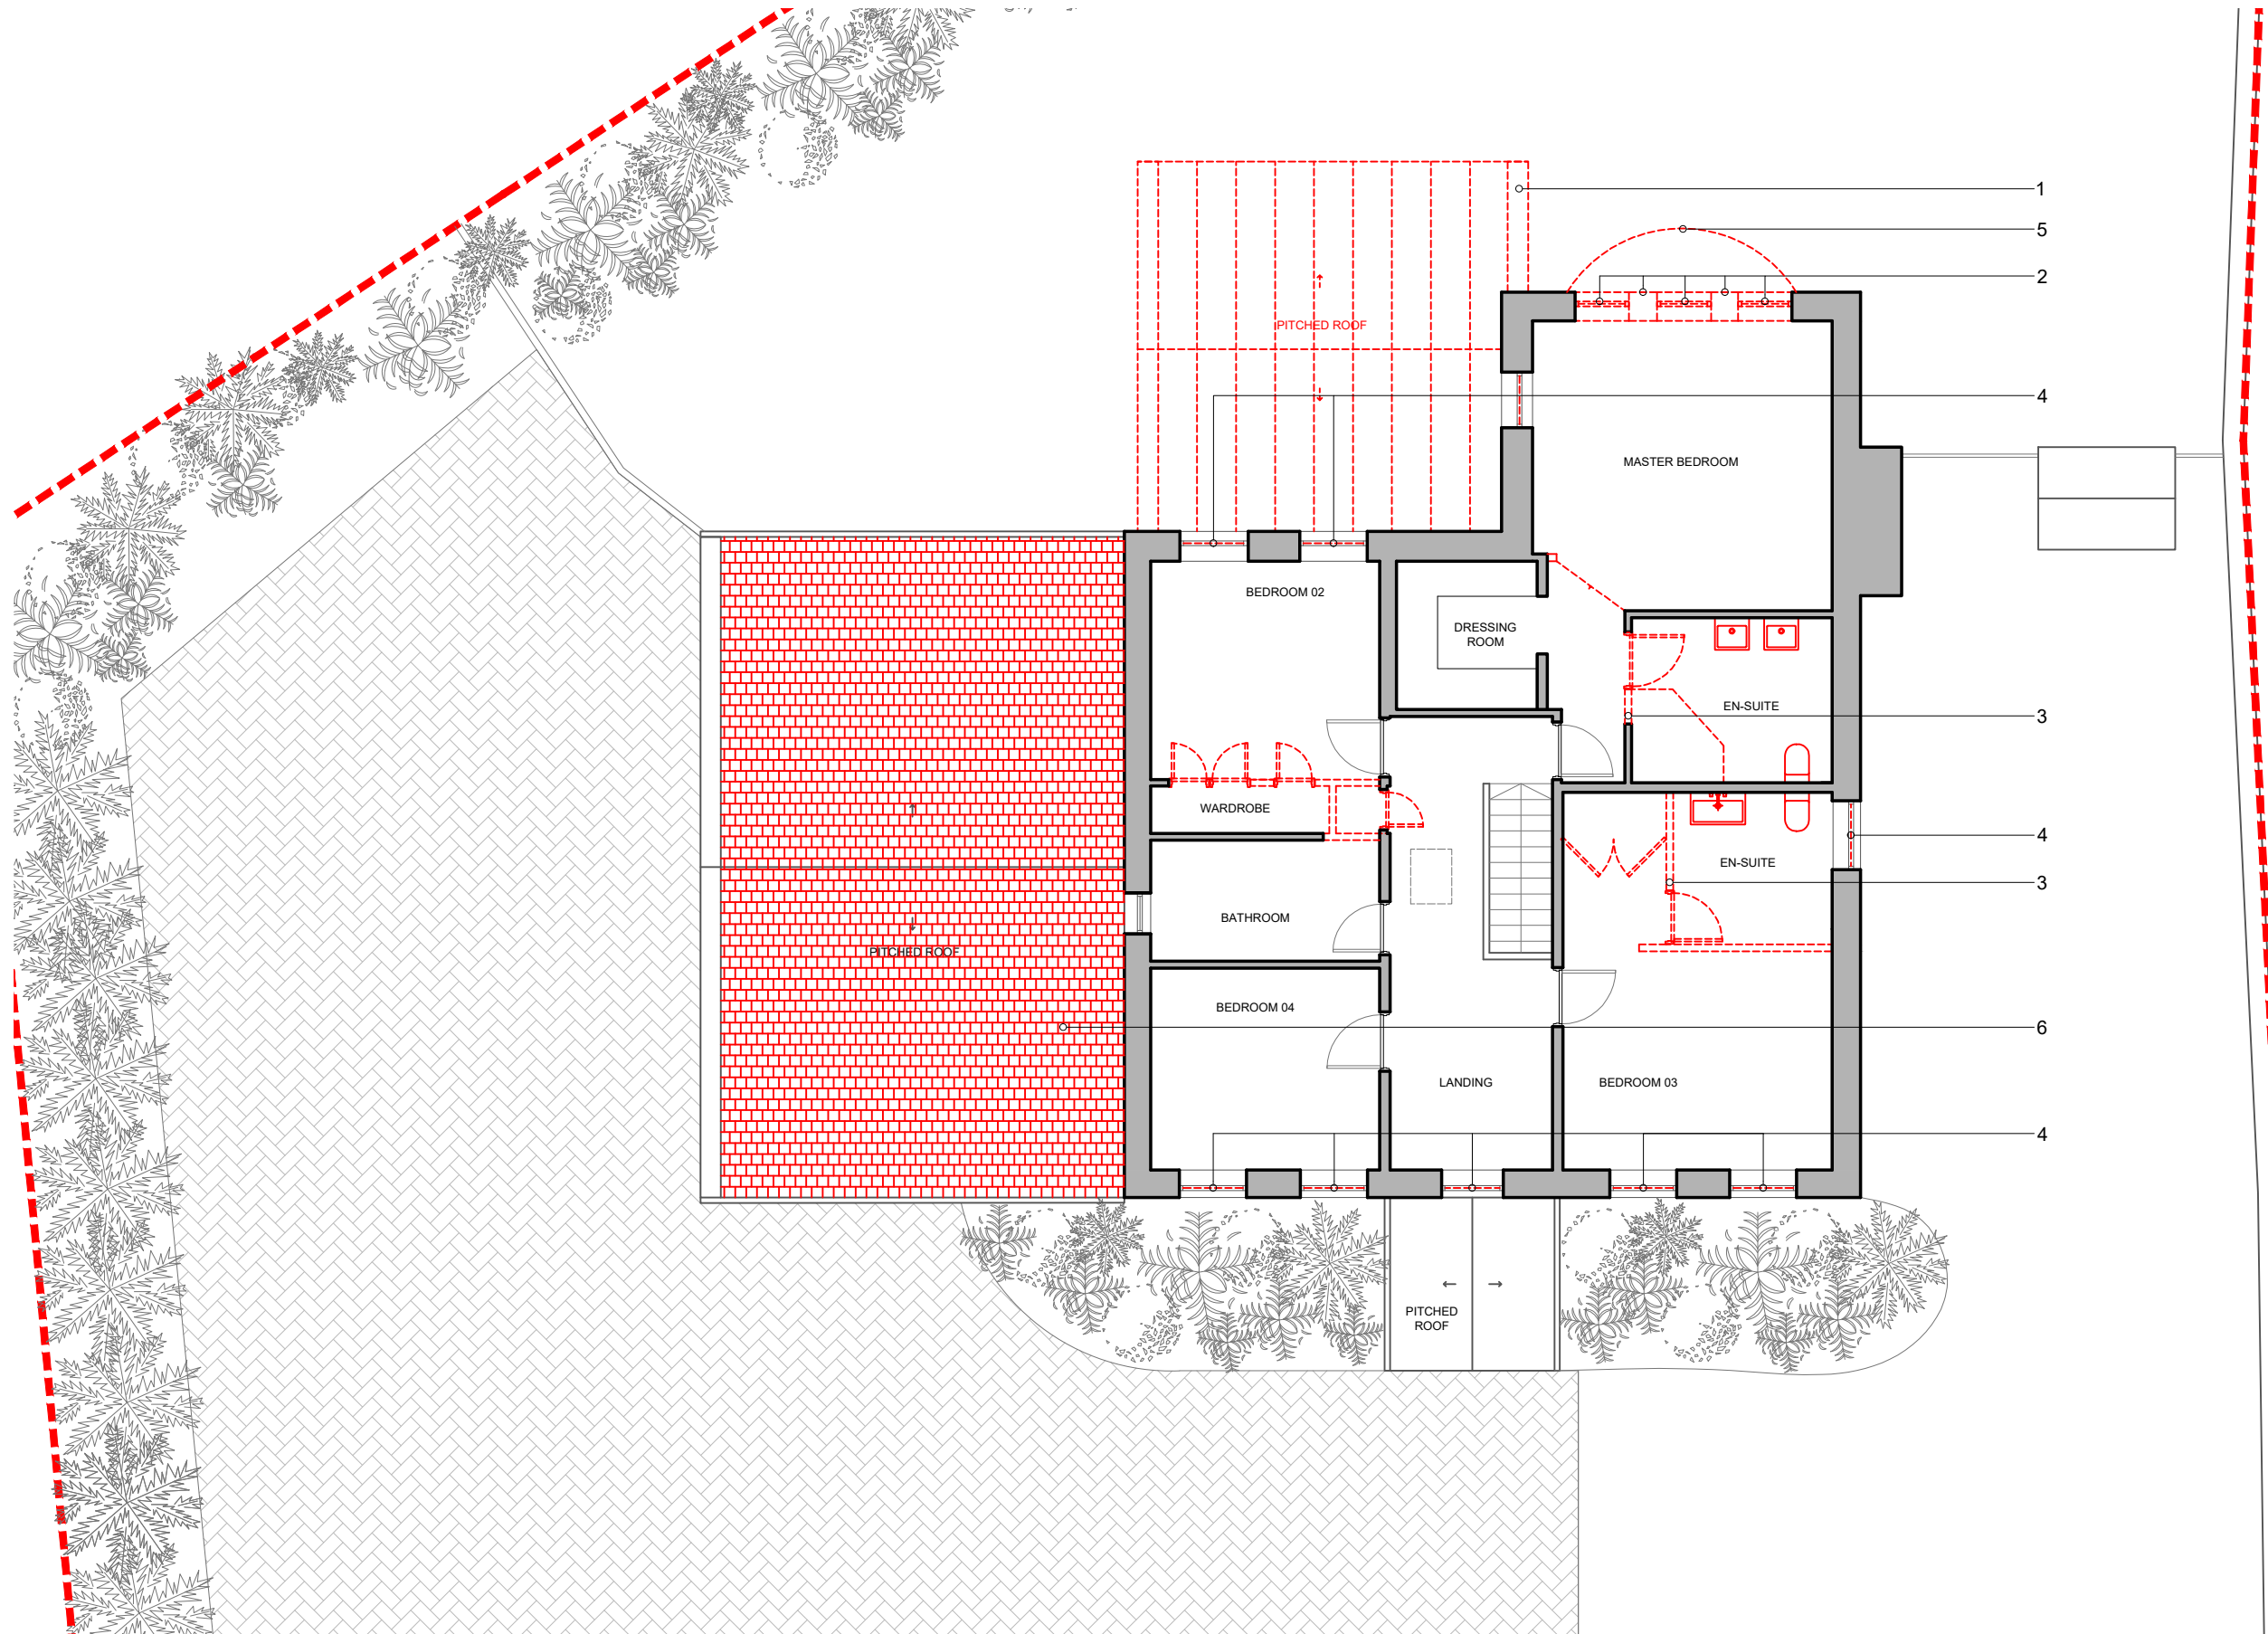 1
5
2
PITCHED ROOF
4
MASTER BEDROOM
BEDROOM 02
DRESSING
ROOM
EN-SUITE
3
WARDROBE
4
EN-SUITE
3
BATHROOM
PITCHED ROOF
BEDROOM 04
6
LANDING
BEDROOM 03
4
PITCHED
ROOF